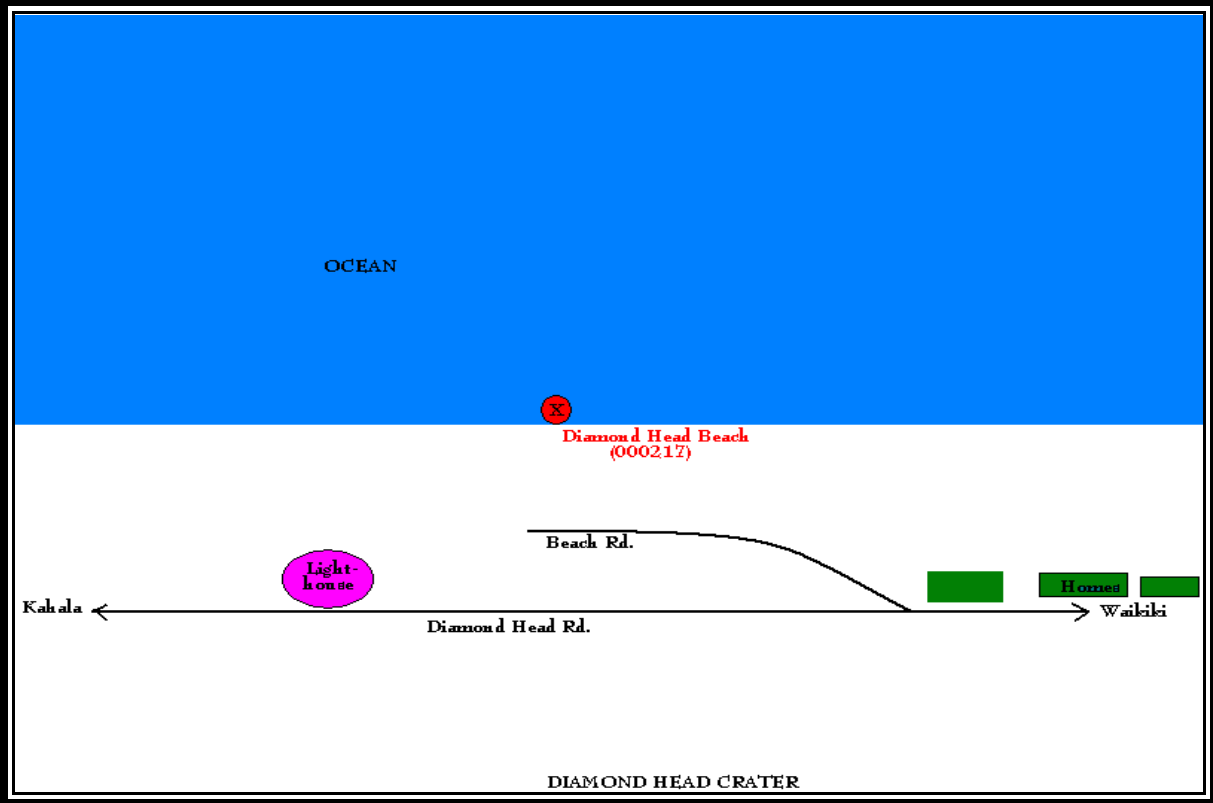 OCEAN
X
Diamond Head Beach
(000217)
Beach Rd.
Light-
house
Homes
Kahala
Waikiki
Diamond Head Rd.
DIAMOND HEAD CRATER